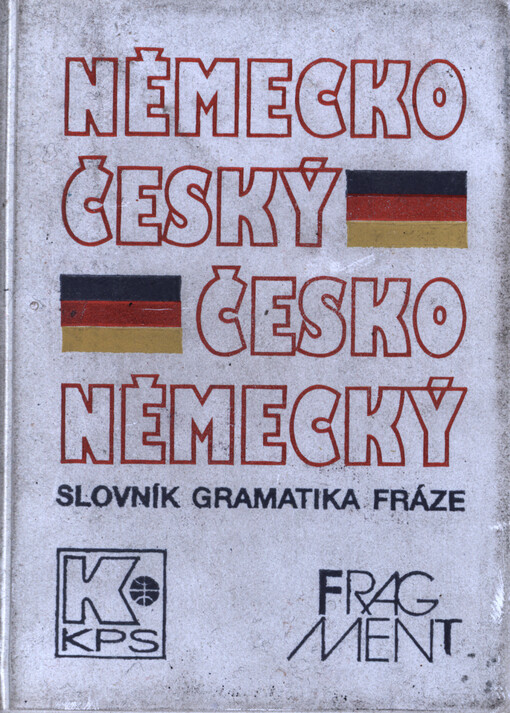 NĚMECKO
ČESKÝ
ČESKO
NĚMECKÝ
SLOVNÍK GRAMATIKA FRÁZE
K
KPS
FRAG
MENT